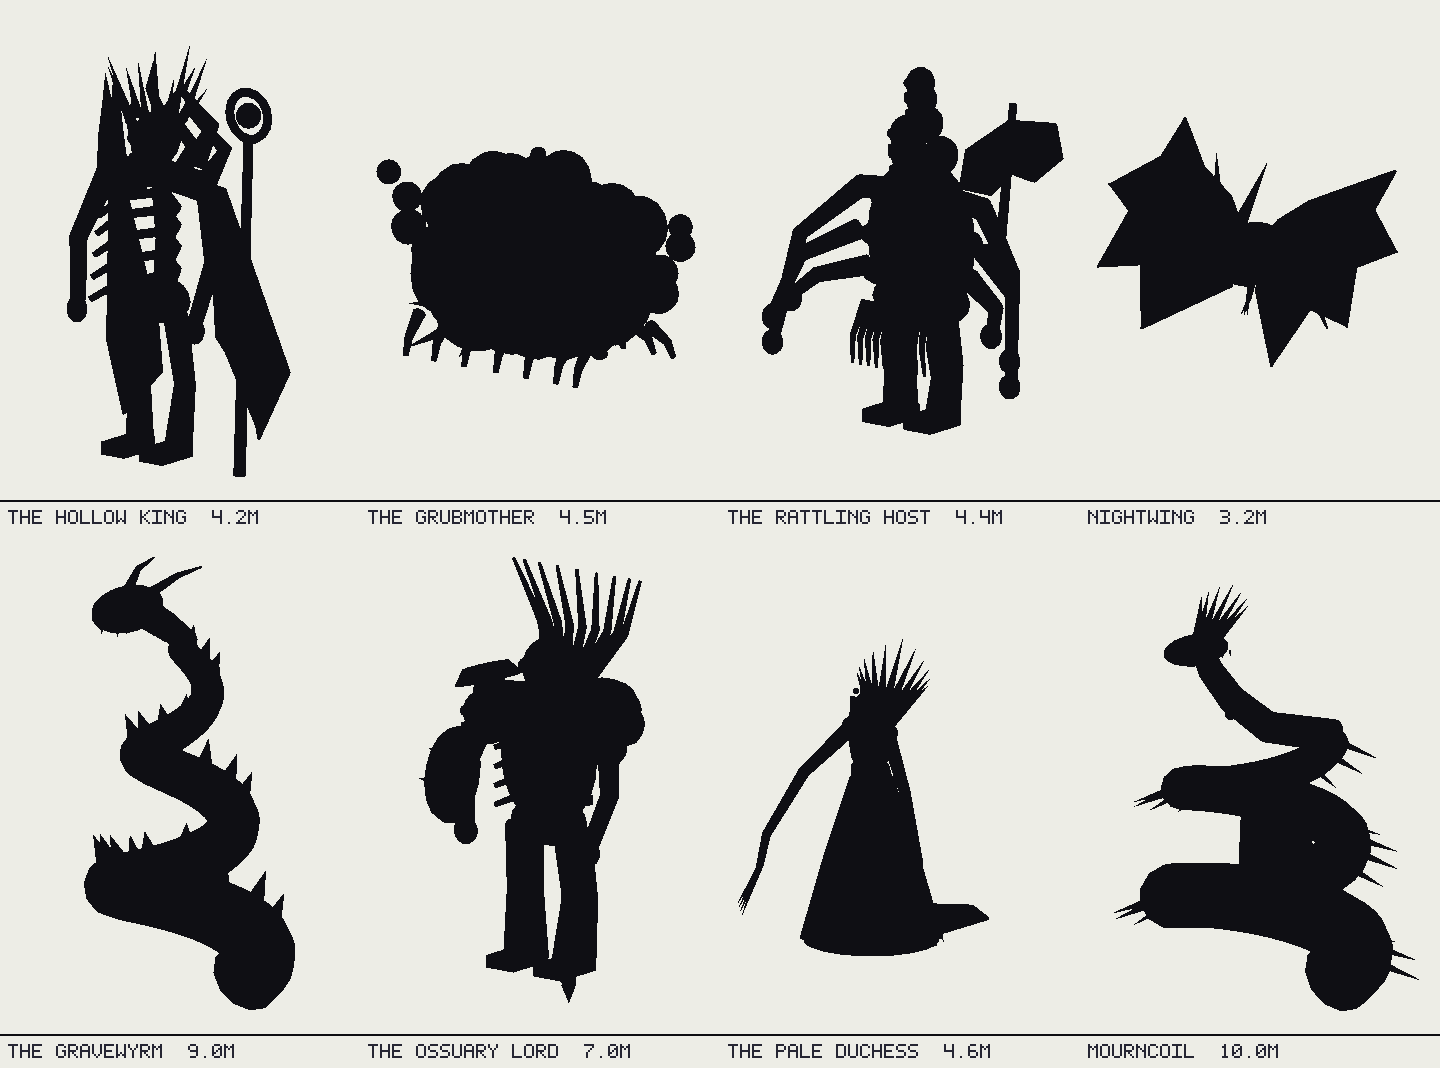 THE HOLLOW KING 4.2M
THE GRUBMOTHER 4.5M
THE RATTLING HOST 4.4M
NIGHTWING 3.2M
THE GRAVEWYRM 9.0M
THE OSSUARY LORD 7.0M
THE PALE DUCHESS 4.6M
MOURNCOIL 10.0M